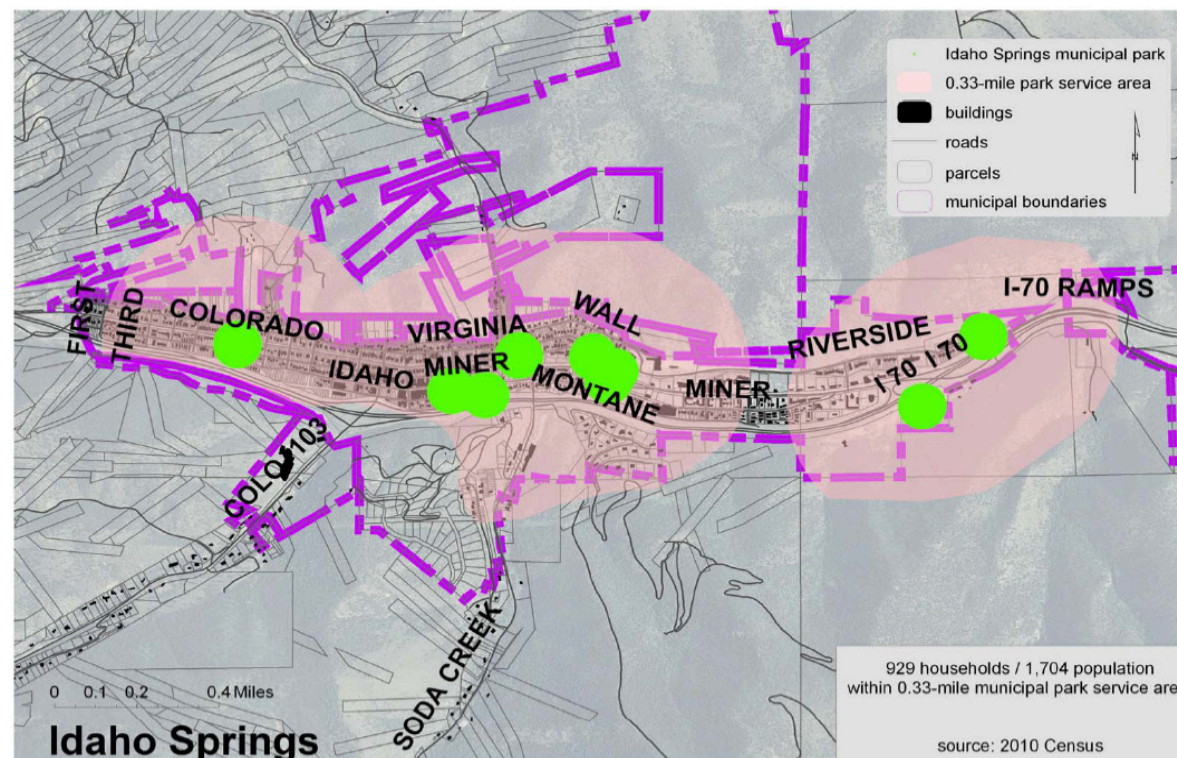 Idaho Springs municipal park
0.33-mile park service area
buildings
roads
parcels
municipal boundaries
N
I-70 RAMPS
WALL
FIRST
THIRD
COLORADO
VIRGINIA
RIVERSIDE
I 70
I 70
IDAHO
MINER
MONTANE
MINER
COLO 103
SODA CREEK
0 0.1 0.2 0.4 Miles
Idaho Springs
929 households / 1,704 population
within 0.33-mile municipal park service are
source: 2010 Census